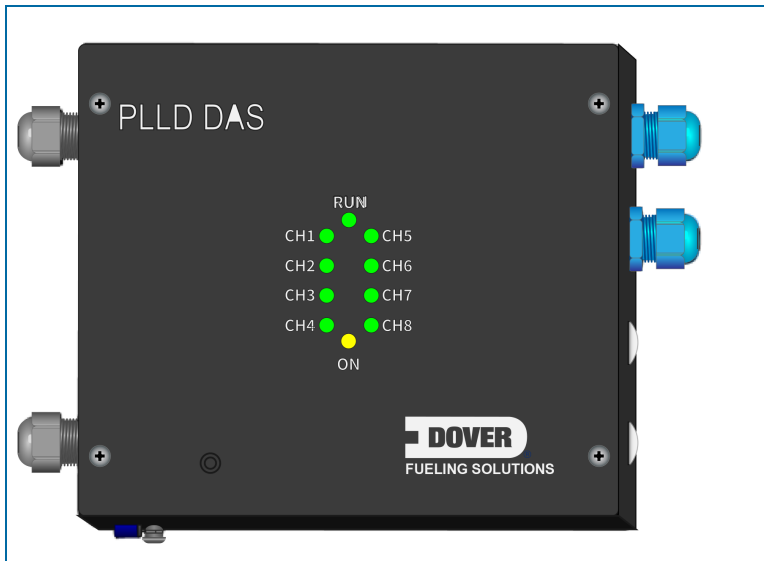 PLLD DAS
RUN
CH1 CH5
CH2 CH6
CH3 CH7
CH4 CH8
ON
DOVER
FUELING SOLUTIONS